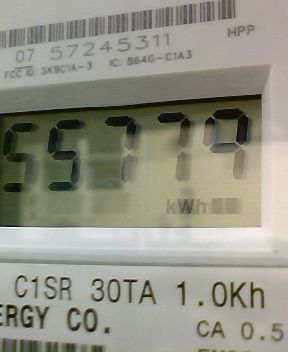 HPP
07 57245311
FCC ID: SK9C1A-3 IC: 864G-C1A3
55779
kWh
C1SR 30TA 1.0Kh
ERGY CO.
CA 0.5